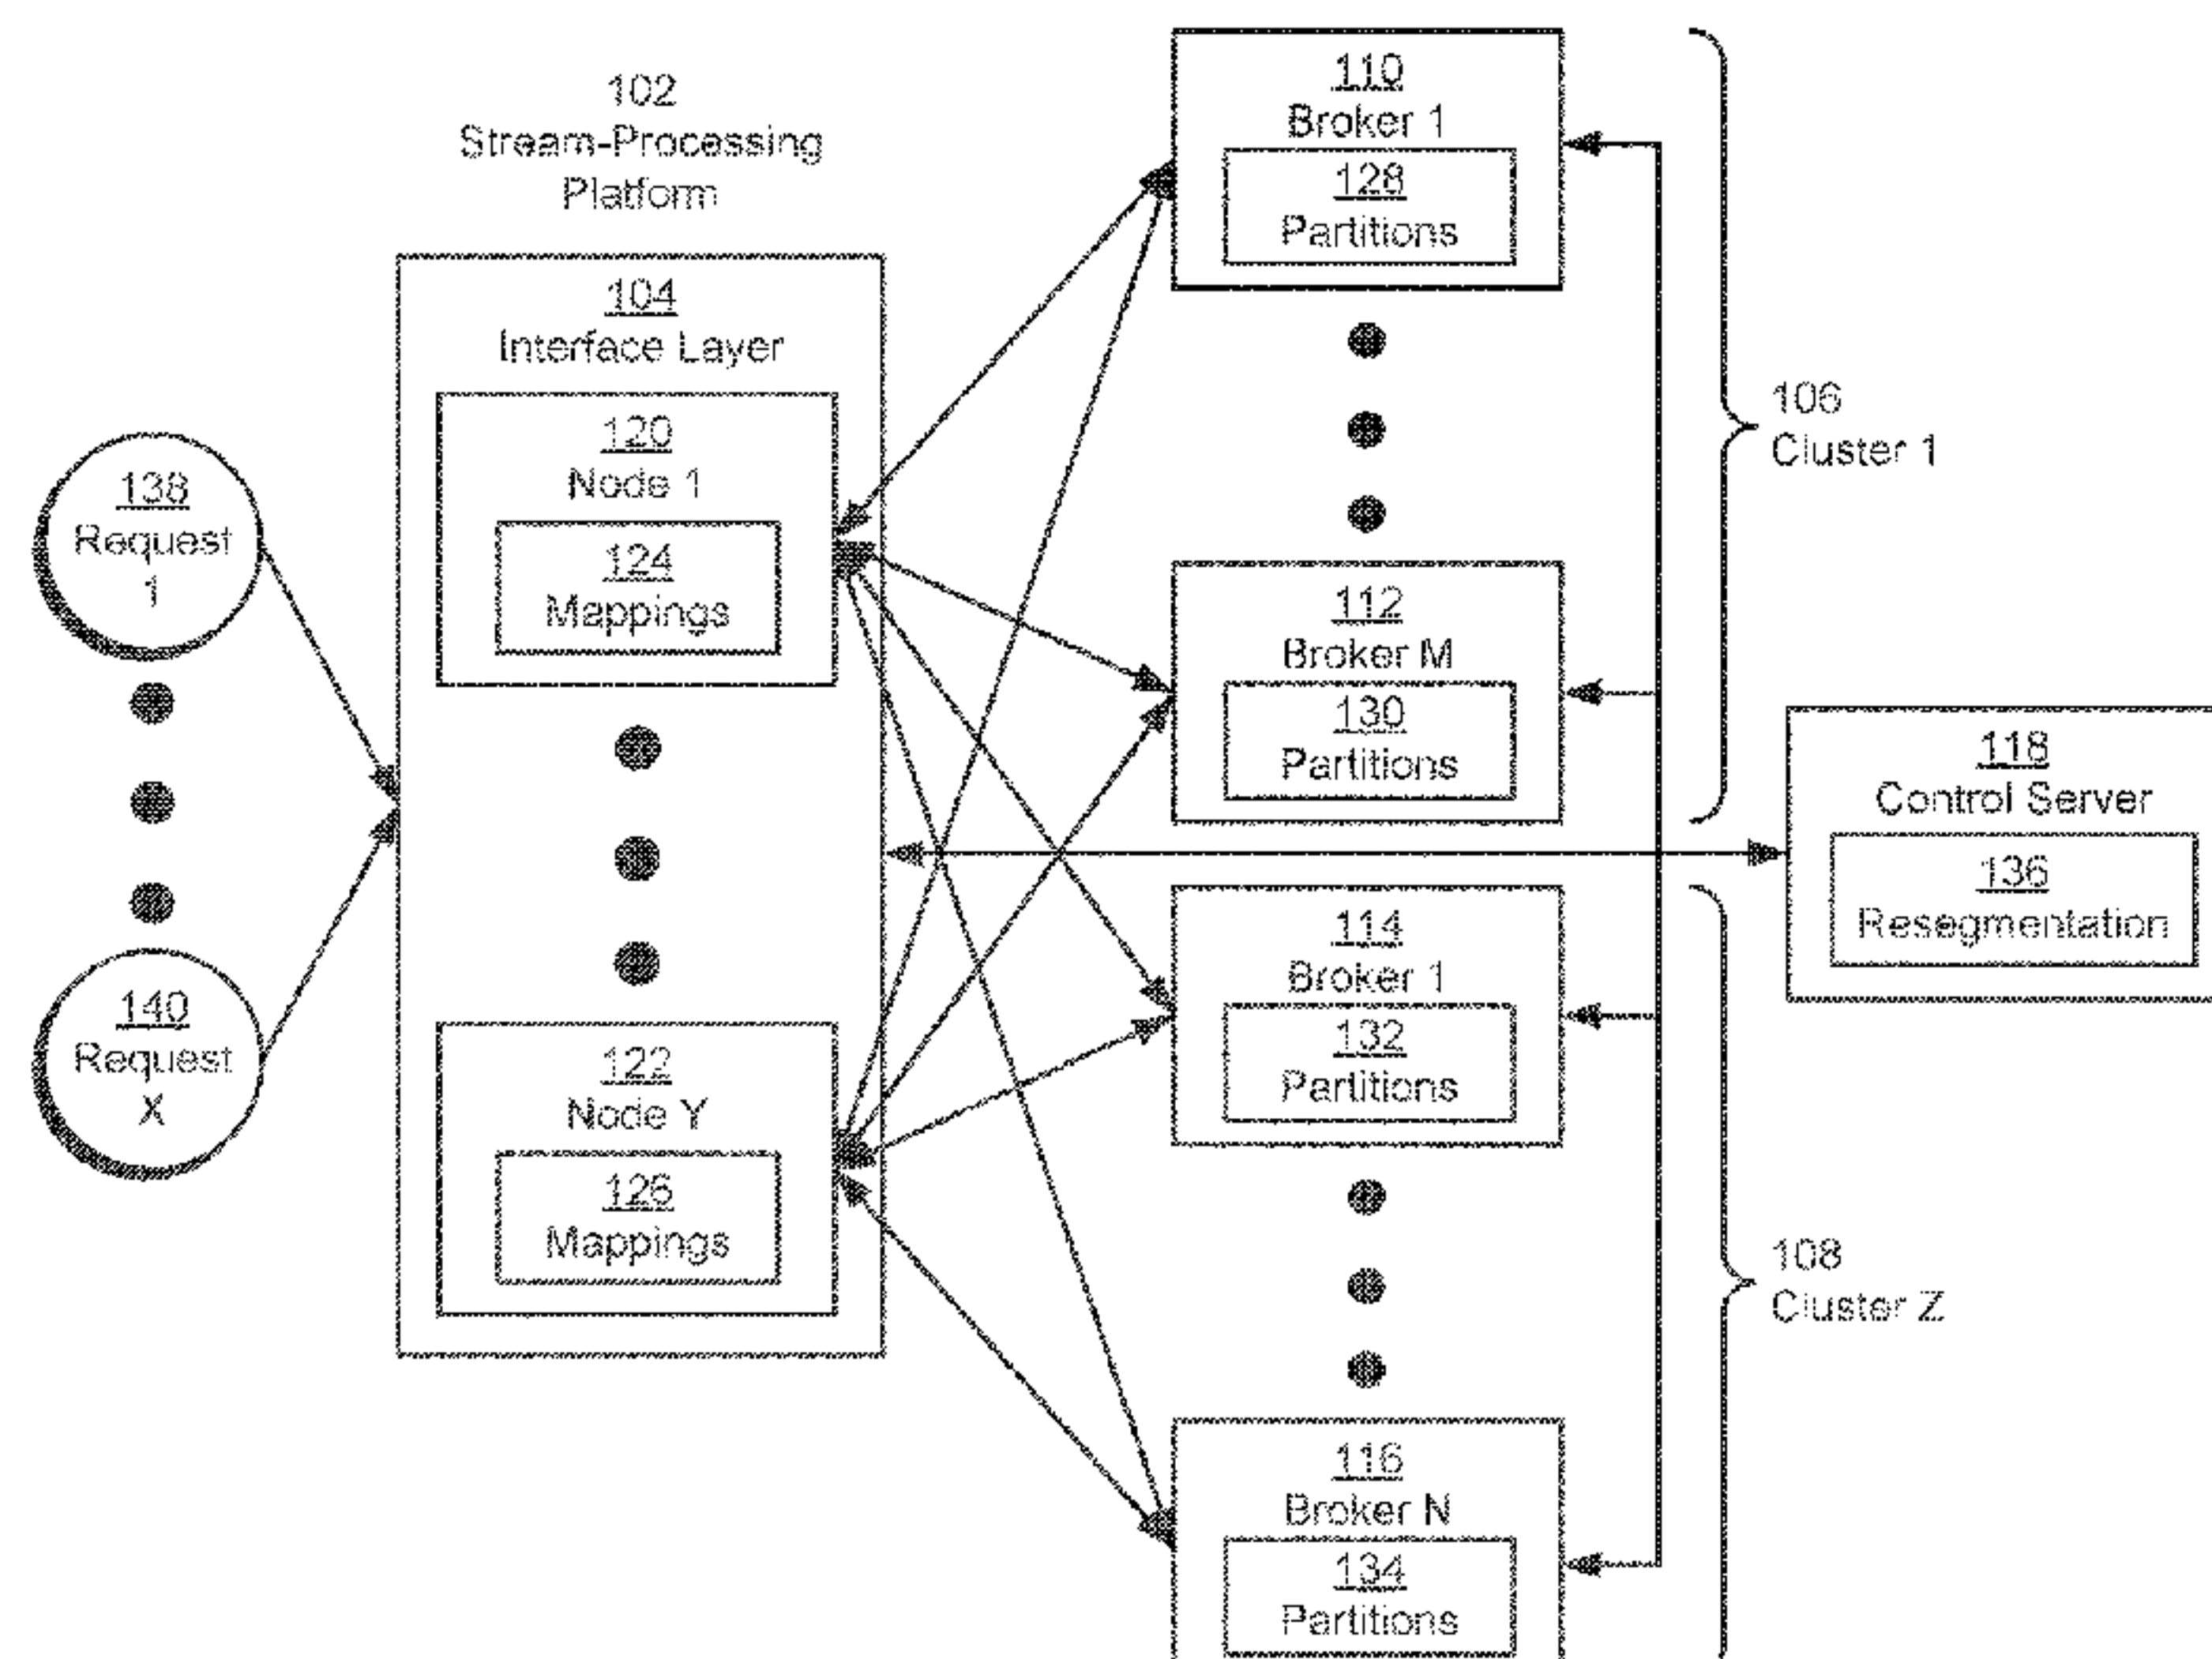 102
Stream-Processing
Platform
138
Request
1
140
Request
X
104
Interface Layer
120
Node 1
124
Mappings
122
Node Y
126
Mappings
110
Broker 1
128
Partitions
112
Broker M
130
Partitions
114
Broker 1
132
Partitions
116
Broker N
134
Partitions
106
Cluster 1
118
Control Server
136
Resegmentation
108
Cluster Z